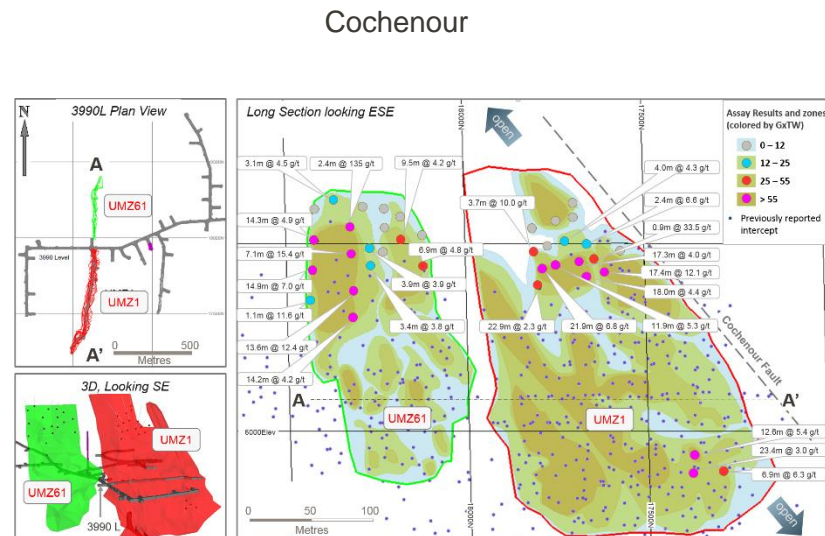 Cochenour
N
3990L Plan View
A
UMZ61
3990 Level
UMZ1
A'
0 500
Metres
3D, Looking SE
UMZ61
UMZ1
3990 L
Long Section looking ESE
18000N
17500N
open
Assay Results and zones
(colored by GxTW)
0 – 12
12 – 25
25 – 55
> 55
Previously reported
intercept
3.1m @ 4.5 g/t
2.4m @ 135 g/t
9.5m @ 4.2 g/t
14.3m @ 4.9 g/t
6.9m @ 4.8 g/t
7.1m @ 15.4 g/t
14.9m @ 7.0 g/t
3.9m @ 3.9 g/t
1.1m @ 11.6 g/t
3.4m @ 3.8 g/t
13.6m @ 12.4 g/t
14.2m @ 4.2 g/t
4.0m @ 4.3 g/t
3.7m @ 10.0 g/t
2.4m @ 6.6 g/t
0.9m @ 33.5 g/t
17.3m @ 4.0 g/t
17.4m @ 12.1 g/t
18.0m @ 4.4 g/t
22.9m @ 2.3 g/t
21.9m @ 6.8 g/t
11.9m @ 5.3 g/t
Cochenour Fault
A
A'
UMZ61
UMZ1
6000Elev
12.6m @ 5.4 g/t
23.4m @ 3.0 g/t
6.9m @ 6.3 g/t
0 50 100
Metres
18000N
17500N
open